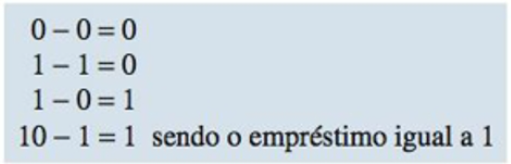 0 – 0 = 0
1 – 1 = 0
1 – 0 = 1
10 – 1 = 1 sendo o empréstimo igual a 1